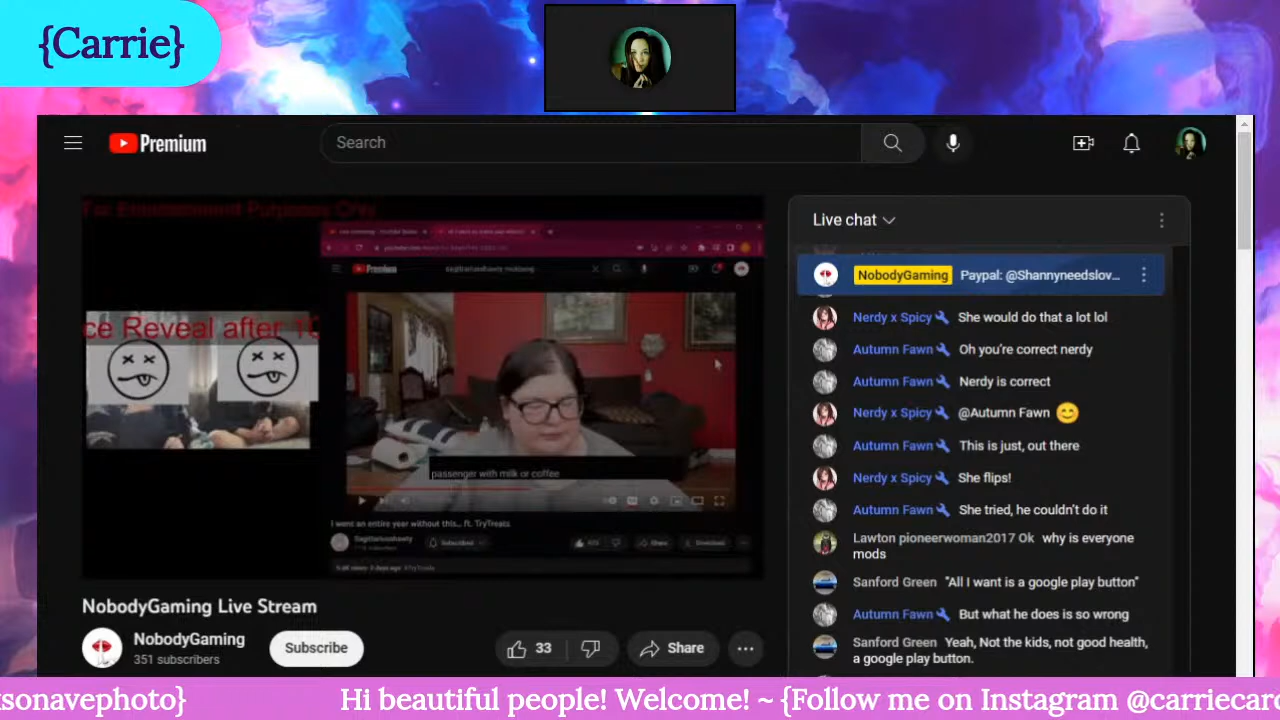 {Carrie}
Premium
Search
For Entertainment Purposes Only
Premium
ce Reveal after 10
passenger with milk or coffee
I went an entire year without this... ft. TryTreats
Subscribed
Share
Download
NobodyGaming Live Stream
NobodyGaming
351 subscribers
Subscribe
33
Share
Live chat
NobodyGaming Paypal: @Shannyneedslov...
Nerdy x Spicy She would do that a lot lol
Autumn Fawn Oh you're correct nerdy
Autumn Fawn Nerdy is correct
Nerdy x Spicy @Autumn Fawn 😊
Autumn Fawn This is just, out there
Nerdy x Spicy She flips!
Autumn Fawn She tried, he couldn't do it
Lawton pioneerwoman2017 Ok why is everyone
mods
Sanford Green "All I want is a google play button"
Autumn Fawn But what he does is so wrong
Sanford Green Yeah, Not the kids, not good health,
a google play button.
sonavephoto} Hi beautiful people! Welcome! ~ {Follow me on Instagram @carriecar